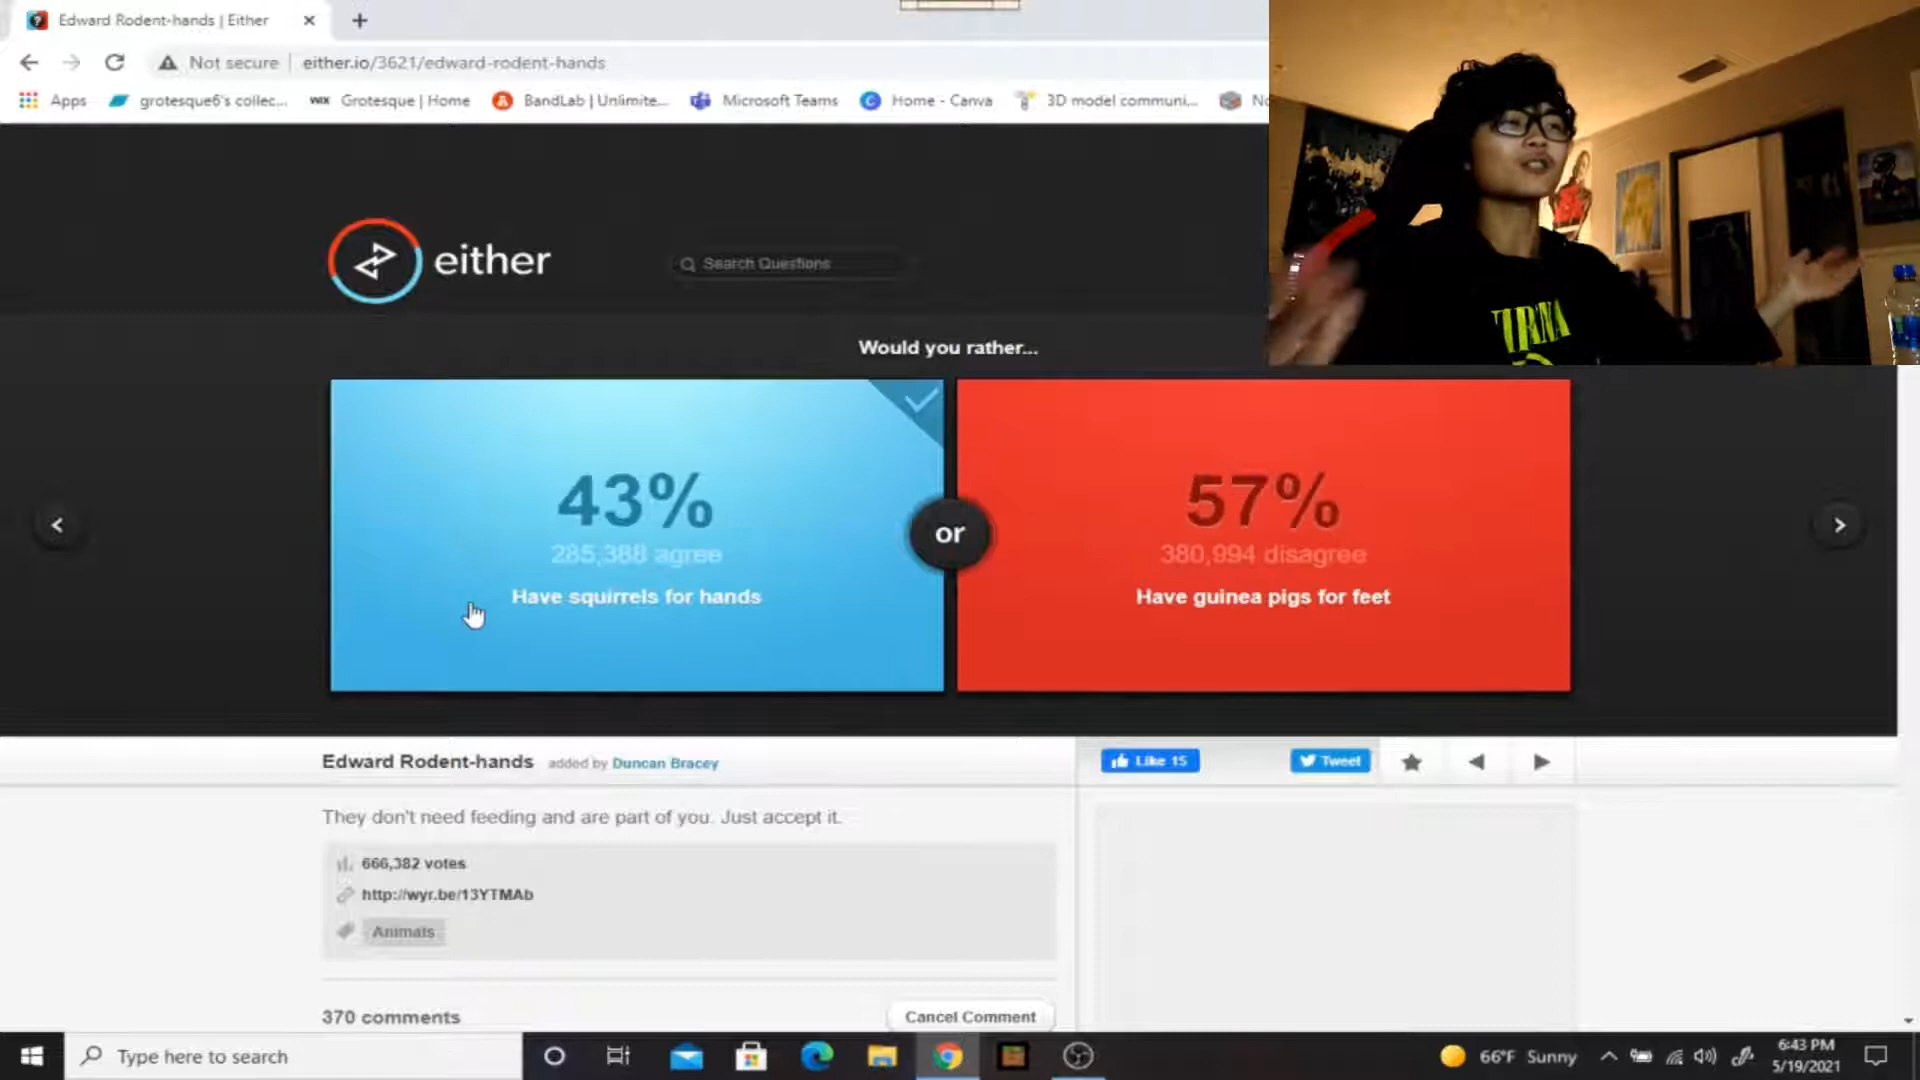 Edward Rodent-hands | Either
Not secure
either.io/3621/edward-rodent-hands
Apps
grotesque6's collec...
WIX Grotesque | Home
BandLab | Unlimite...
Microsoft Teams
Home - Canva
3D model communi...
either
Search Questions
Would you rather...
43%
285,388 agree
Have squirrels for hands
or
57%
380,994 disagree
Have guinea pigs for feet
Edward Rodent-hands added by Duncan Bracey
Like 15
Tweet
They don't need feeding and are part of you. Just accept it.
666,382 votes
http://wyr.be/13YTMAb
Animals
370 comments
Cancel Comment
Type here to search
66°F Sunny
6:43 PM
5/19/2021